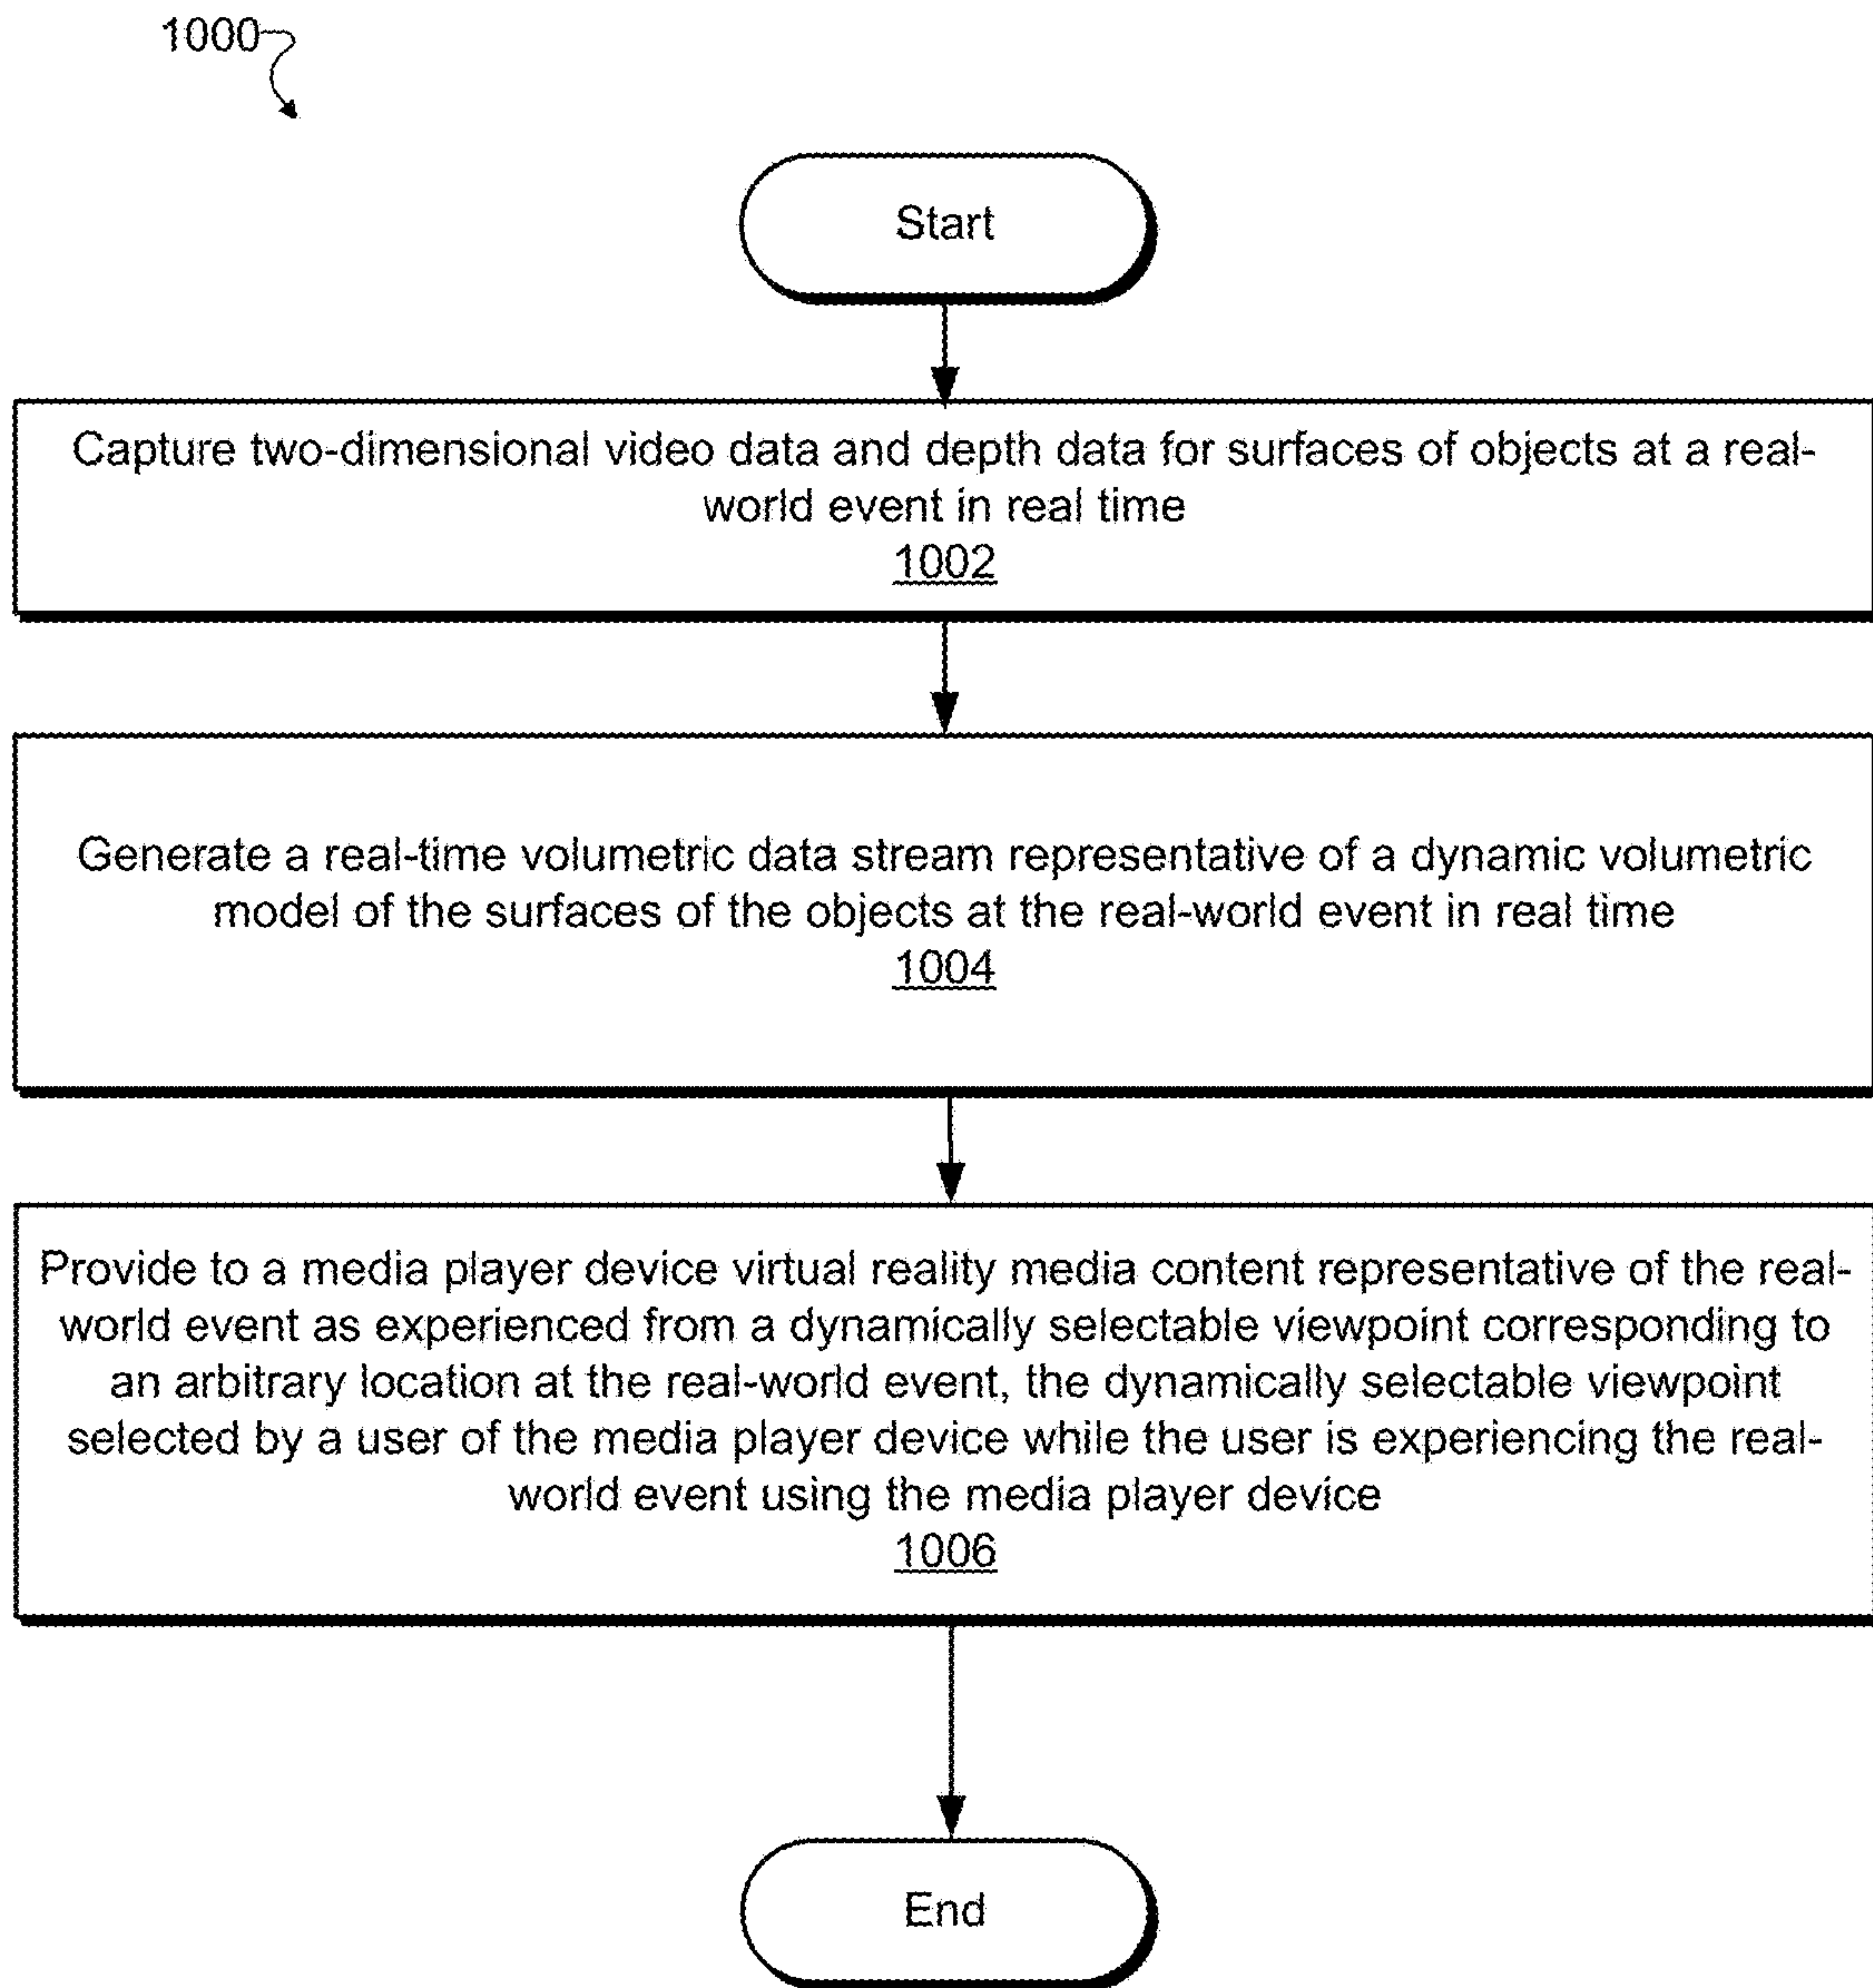 1000
Start
Capture two-dimensional video data and depth data for surfaces of objects at a real-
world event in real time
1002
Generate a real-time volumetric data stream representative of a dynamic volumetric
model of the surfaces of the objects at the real-world event in real time
1004
Provide to a media player device virtual reality media content representative of the real-
world event as experienced from a dynamically selectable viewpoint corresponding to
an arbitrary location at the real-world event, the dynamically selectable viewpoint
selected by a user of the media player device while the user is experiencing the real-
world event using the media player device
1006
End